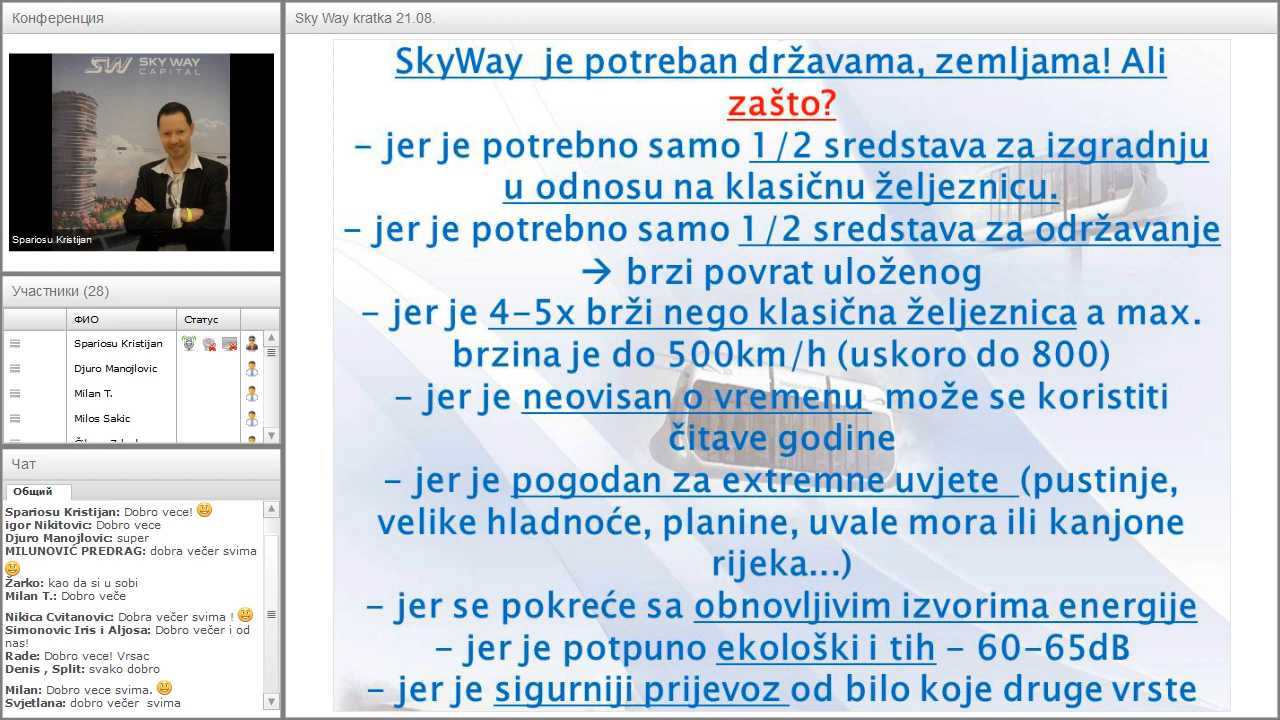 Конференция
SKY WAY
CAPITAL
Spariosu Kristijan
Участники (28)
ФИО
Статус
Spariosu Kristijan
Djuro Manojlovic
Milan T.
Milos Sakic
Чат
Общий
Spariosu Kristijan: Dobro vece!
igor Nikitovic: Dobro vece
Djuro Manojlovic: super
MILUNOVIĆ PREDRAG: dobra večer svima
Žarko: kao da si u sobi
Milan T.: Dobro veče
Nikica Cvitanovic: Dobra večer svima !
Simonovic Iris i Aljosa: Dobro večer i od
nas!
Rade: Dobro vece! Vrsac
Denis , Split: svako dobro
Milan: Dobro vece svima.
Svjetlana: dobro večer  svima
Sky Way kratka 21.08.
SkyWay  je potreban državama, zemljama! Ali
zašto?
- jer je potrebno samo 1/2 sredstava za izgradnju
u odnosu na klasičnu željeznicu.
- jer je potrebno samo 1/2 sredstava za održavanje
→ brzi povrat uloženog
- jer je 4-5x brži nego klasična željeznica a max.
brzina je do 500km/h (uskoro do 800)
- jer je neovisan o vremenu  može se koristiti
čitave godine
- jer je pogodan za extremne uvjete  (pustinje,
velike hladnoće, planine, uvale mora ili kanjone
rijeka...)
- jer se pokreće sa obnovljivim izvorima energije
- jer je potpuno ekološki i tih - 60-65dB
- jer je sigurniji prijevoz od bilo koje druge vrste